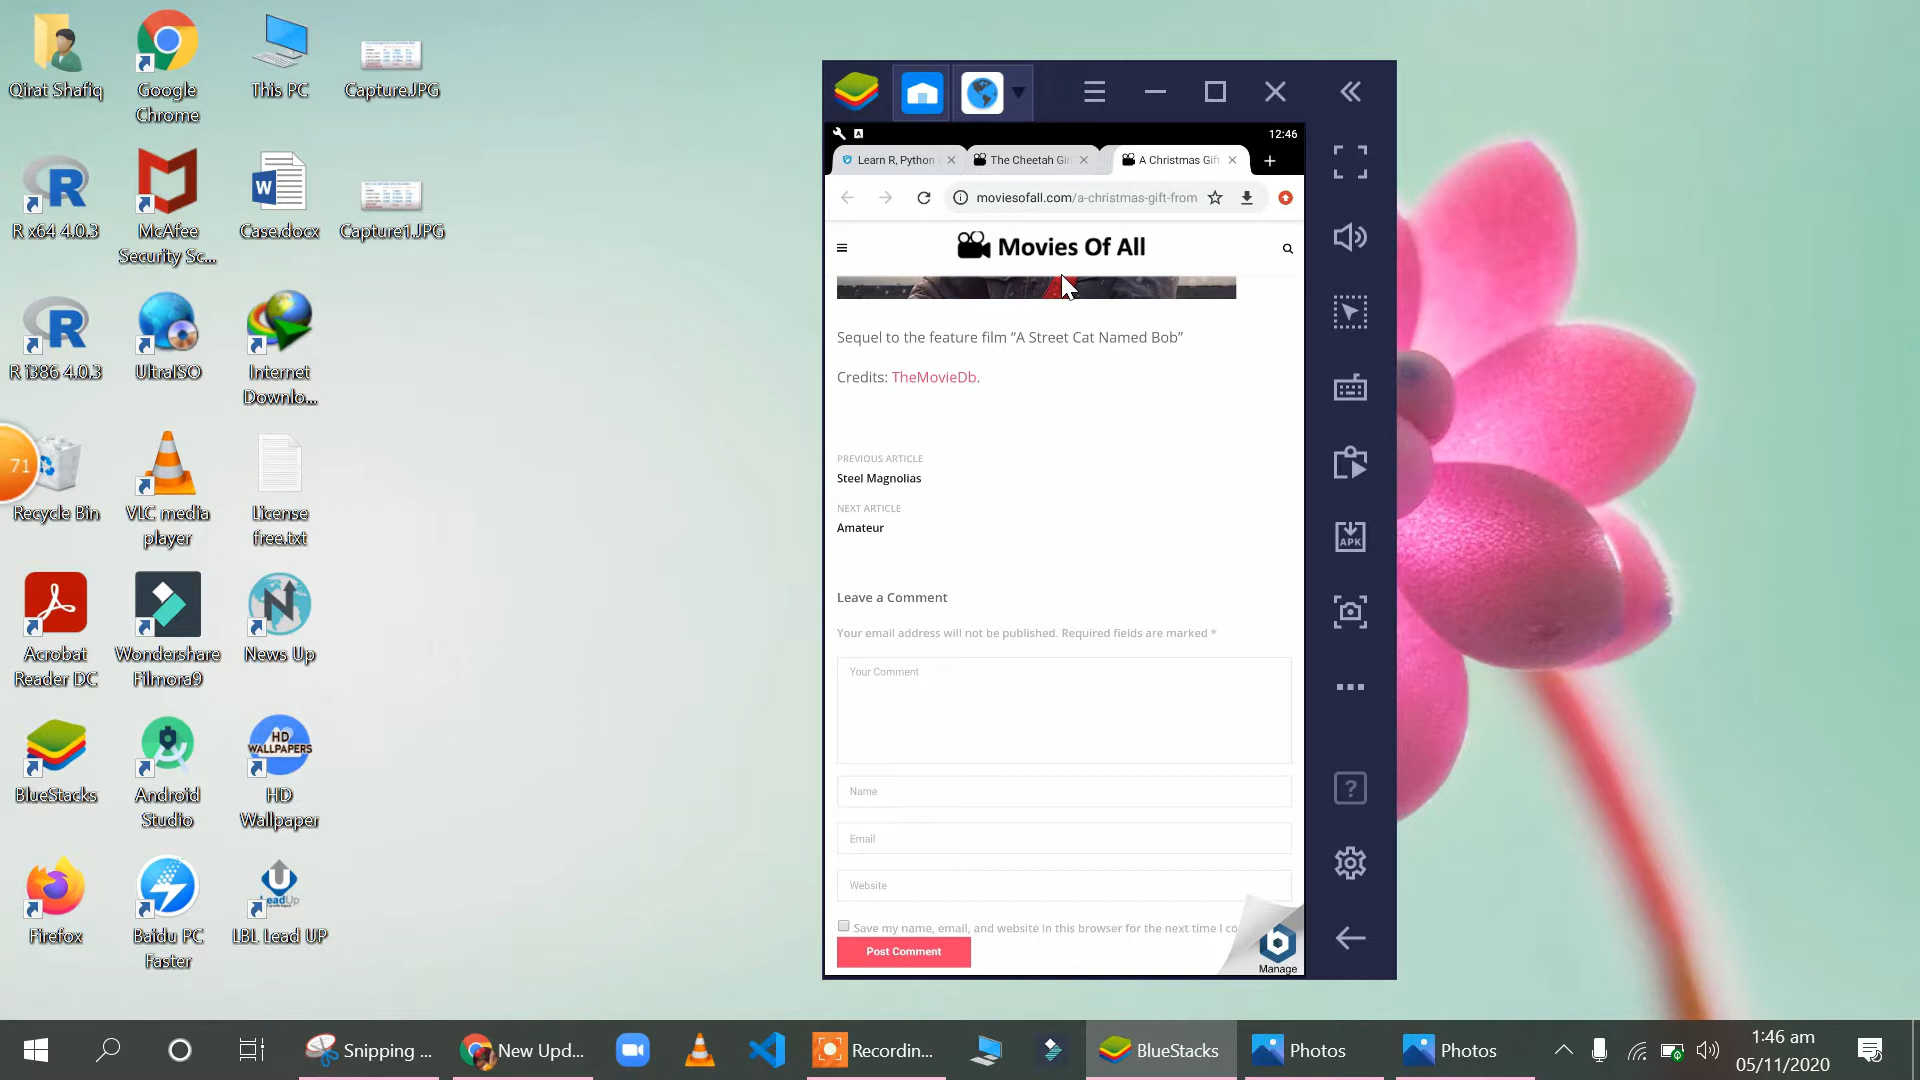 Qirat Shafiq
Google
Chrome
This PC
Capture.JPG
R x64 4.0.3
McAfee
Security Sc...
Case.docx
Capture1.JPG
R i386 4.0.3
UltraISO
Internet
Downlo...
71
Recycle Bin
VLC media
player
License
free.txt
Acrobat
Reader DC
Wondershare
Filmora9
News Up
BlueStacks
Android
Studio
HD
WALLPAPERS
HD
Wallpaper
Firefox
Baidu PC
Faster
LeadUp
LBL Lead UP
12:46
Learn R, Python
The Cheetah Girl
A Christmas Gift
moviesofall.com/a-christmas-gift-from
Movies Of All
Sequel to the feature film “A Street Cat Named Bob”
Credits: TheMovieDb.
PREVIOUS ARTICLE
Steel Magnolias
NEXT ARTICLE
Amateur
Leave a Comment
Your email address will not be published. Required fields are marked *
Your Comment
Name
Email
Website
Save my name, email, and website in this browser for the next time I co
Post Comment
Manage
APK
Snipping ...
New Upd...
Recordin...
BlueStacks
Photos
Photos
1:46 am
05/11/2020